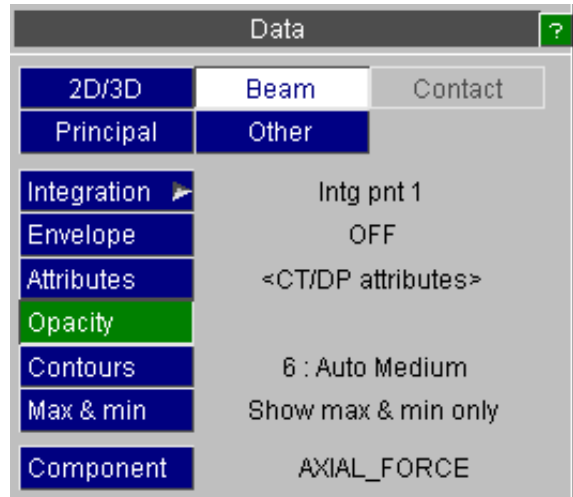 Data ?
2D/3D Beam Contact
Principal Other
Integration Intg pnt 1
Envelope OFF
Attributes <CT/DP attributes>
Opacity
Contours 6 : Auto Medium
Max & min Show max & min only
Component AXIAL_FORCE